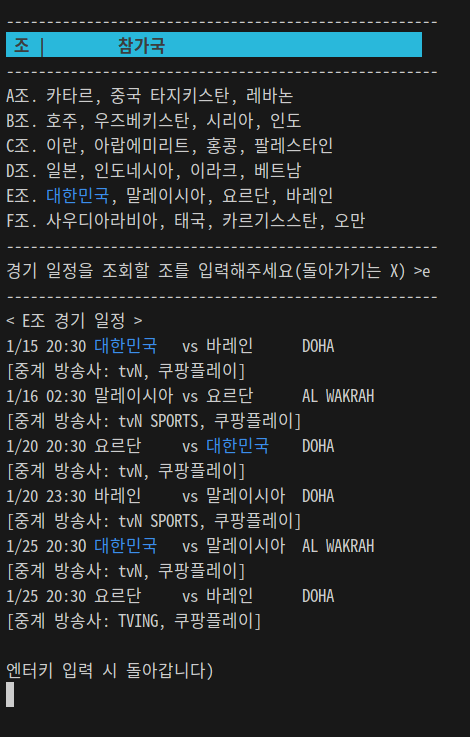 ------------------------------------------------------
조 |         참가국
------------------------------------------------------
A조. 카타르, 중국 타지키스탄, 레바논
B조. 호주, 우즈베키스탄, 시리아, 인도
C조. 이란, 아랍에미리트, 홍콩, 팔레스타인
D조. 일본, 인도네시아, 이라크, 베트남
E조. 대한민국, 말레이시아, 요르단, 바레인
F조. 사우디아라비아, 태국, 카르기스스탄, 오만
------------------------------------------------------
경기 일정을 조회할 조를 입력해주세요(돌아가기는 X) >e
------------------------------------------------------
< E조 경기 일정 >
1/15 20:30 대한민국   vs 바레인      DOHA
[중계 방송사: tvN, 쿠팡플레이]
1/16 02:30 말레이시아 vs 요르단      AL WAKRAH
[중계 방송사: tvN SPORTS, 쿠팡플레이]
1/20 20:30 요르단     vs 대한민국    DOHA
[중계 방송사: tvN, 쿠팡플레이]
1/20 23:30 바레인     vs 말레이시아  DOHA
[중계 방송사: tvN SPORTS, 쿠팡플레이]
1/25 20:30 대한민국   vs 말레이시아  AL WAKRAH
[중계 방송사: tvN, 쿠팡플레이]
1/25 20:30 요르단     vs 바레인      DOHA
[중계 방송사: TVING, 쿠팡플레이]
엔터키 입력 시 돌아갑니다)